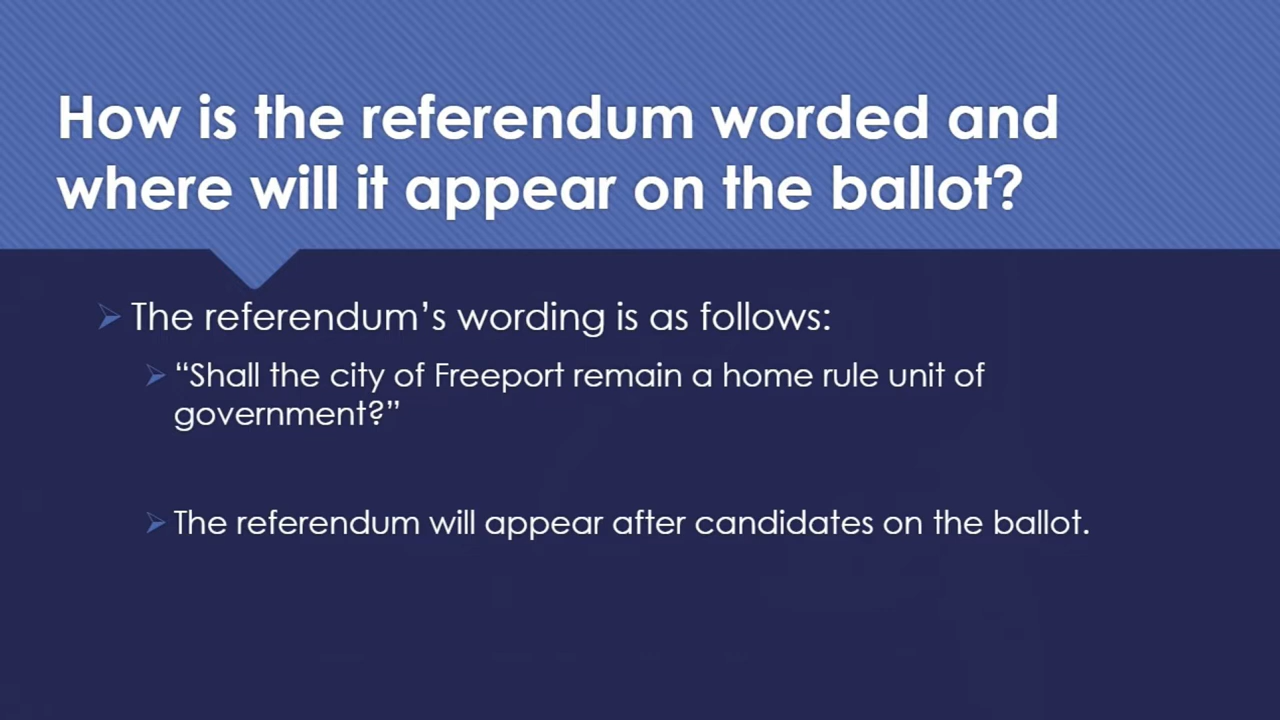 How is the referendum worded and
where will it appear on the ballot?
The referendum’s wording is as follows:
“Shall the city of Freeport remain a home rule unit of
government?”
The referendum will appear after candidates on the ballot.